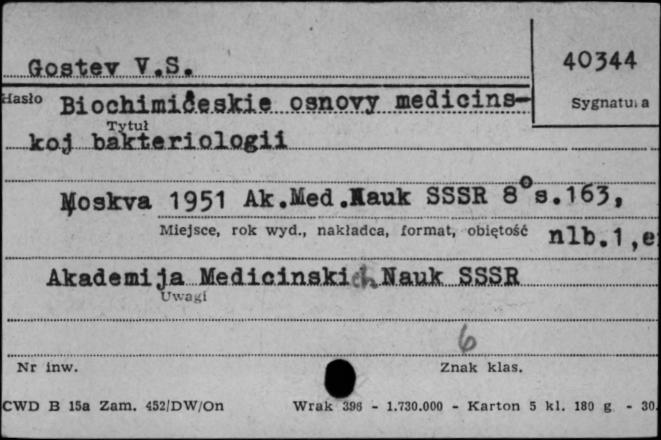 Gostev V.S.
40344
Hasło Biochimičeskie osnovy medicins-
Sygnatura
Tytuł
koj bakteriologii
Moskva 1951 Ak.Med.Nauk SSSR 8° s.163,
Miejsce, rok wyd., nakładca, format, objętość nlb.1,e
Akademija Medicinskich Nauk SSSR
Uwagi
6
Nr inw. Znak klas.
CWD B 15a Zam. 452/DW/On Wrak 396 - 1.730.000 - Karton 5 kl. 180 g - 30.